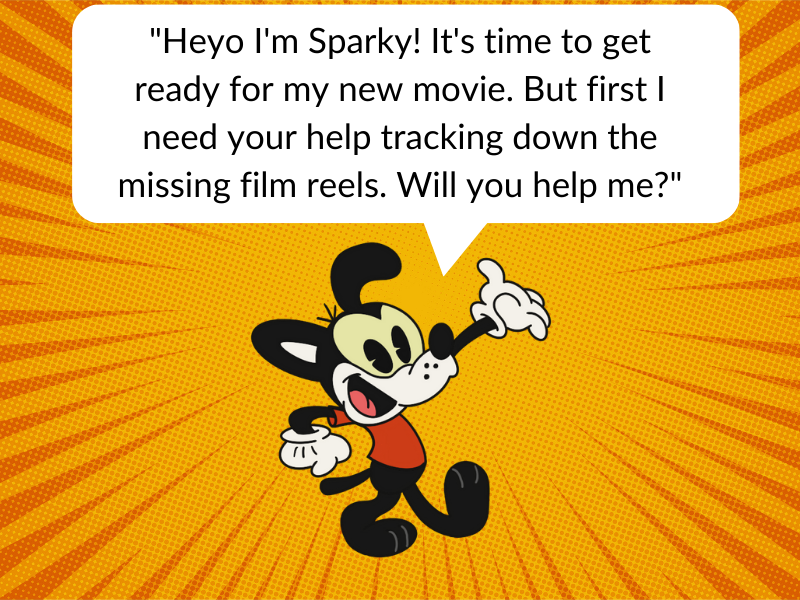 "Heyo I'm Sparky! It's time to get
ready for my new movie. But first I
need your help tracking down the
missing film reels. Will you help me?"